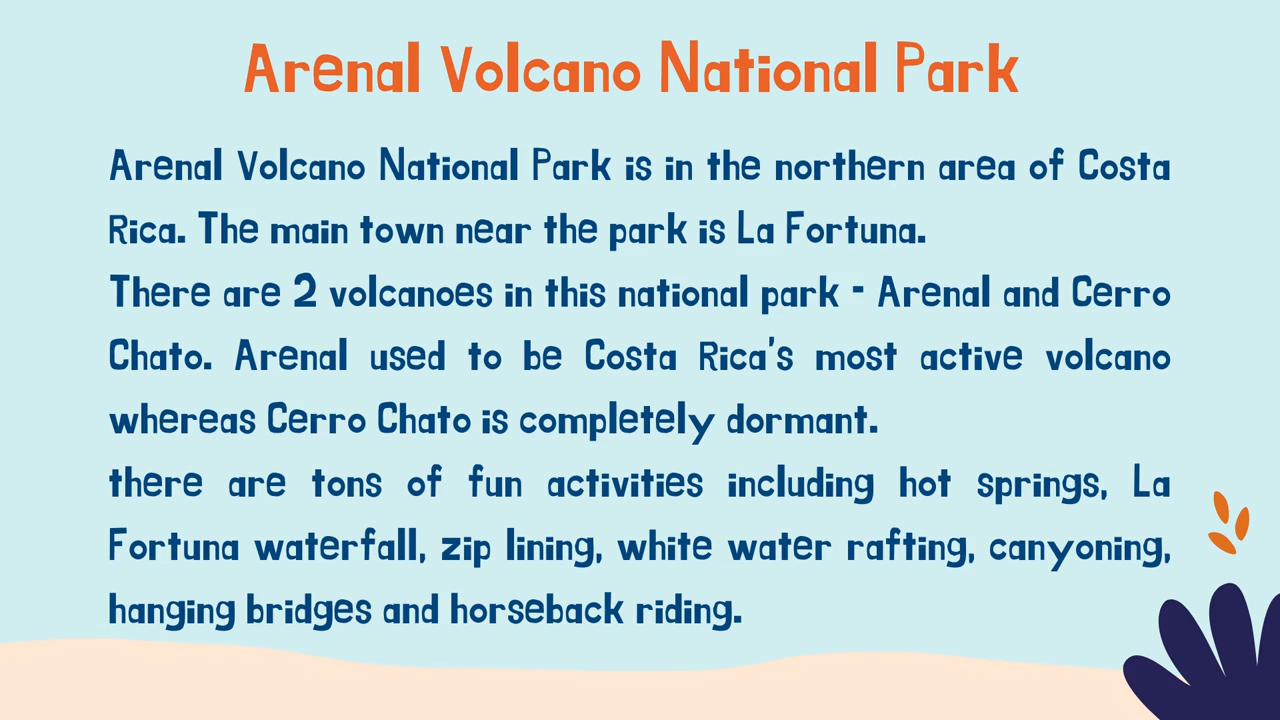 Arenal Volcano National Park
Arenal Volcano National Park is in the northern area of Costa
Rica. The main town near the park is La Fortuna.
There are 2 volcanoes in this national park - Arenal and Cerro
Chato. Arenal used to be Costa Rica's most active volcano
whereas Cerro Chato is completely dormant.
there are tons of fun activities including hot springs, La
Fortuna waterfall, zip lining, white water rafting, canyoning,
hanging bridges and horseback riding.